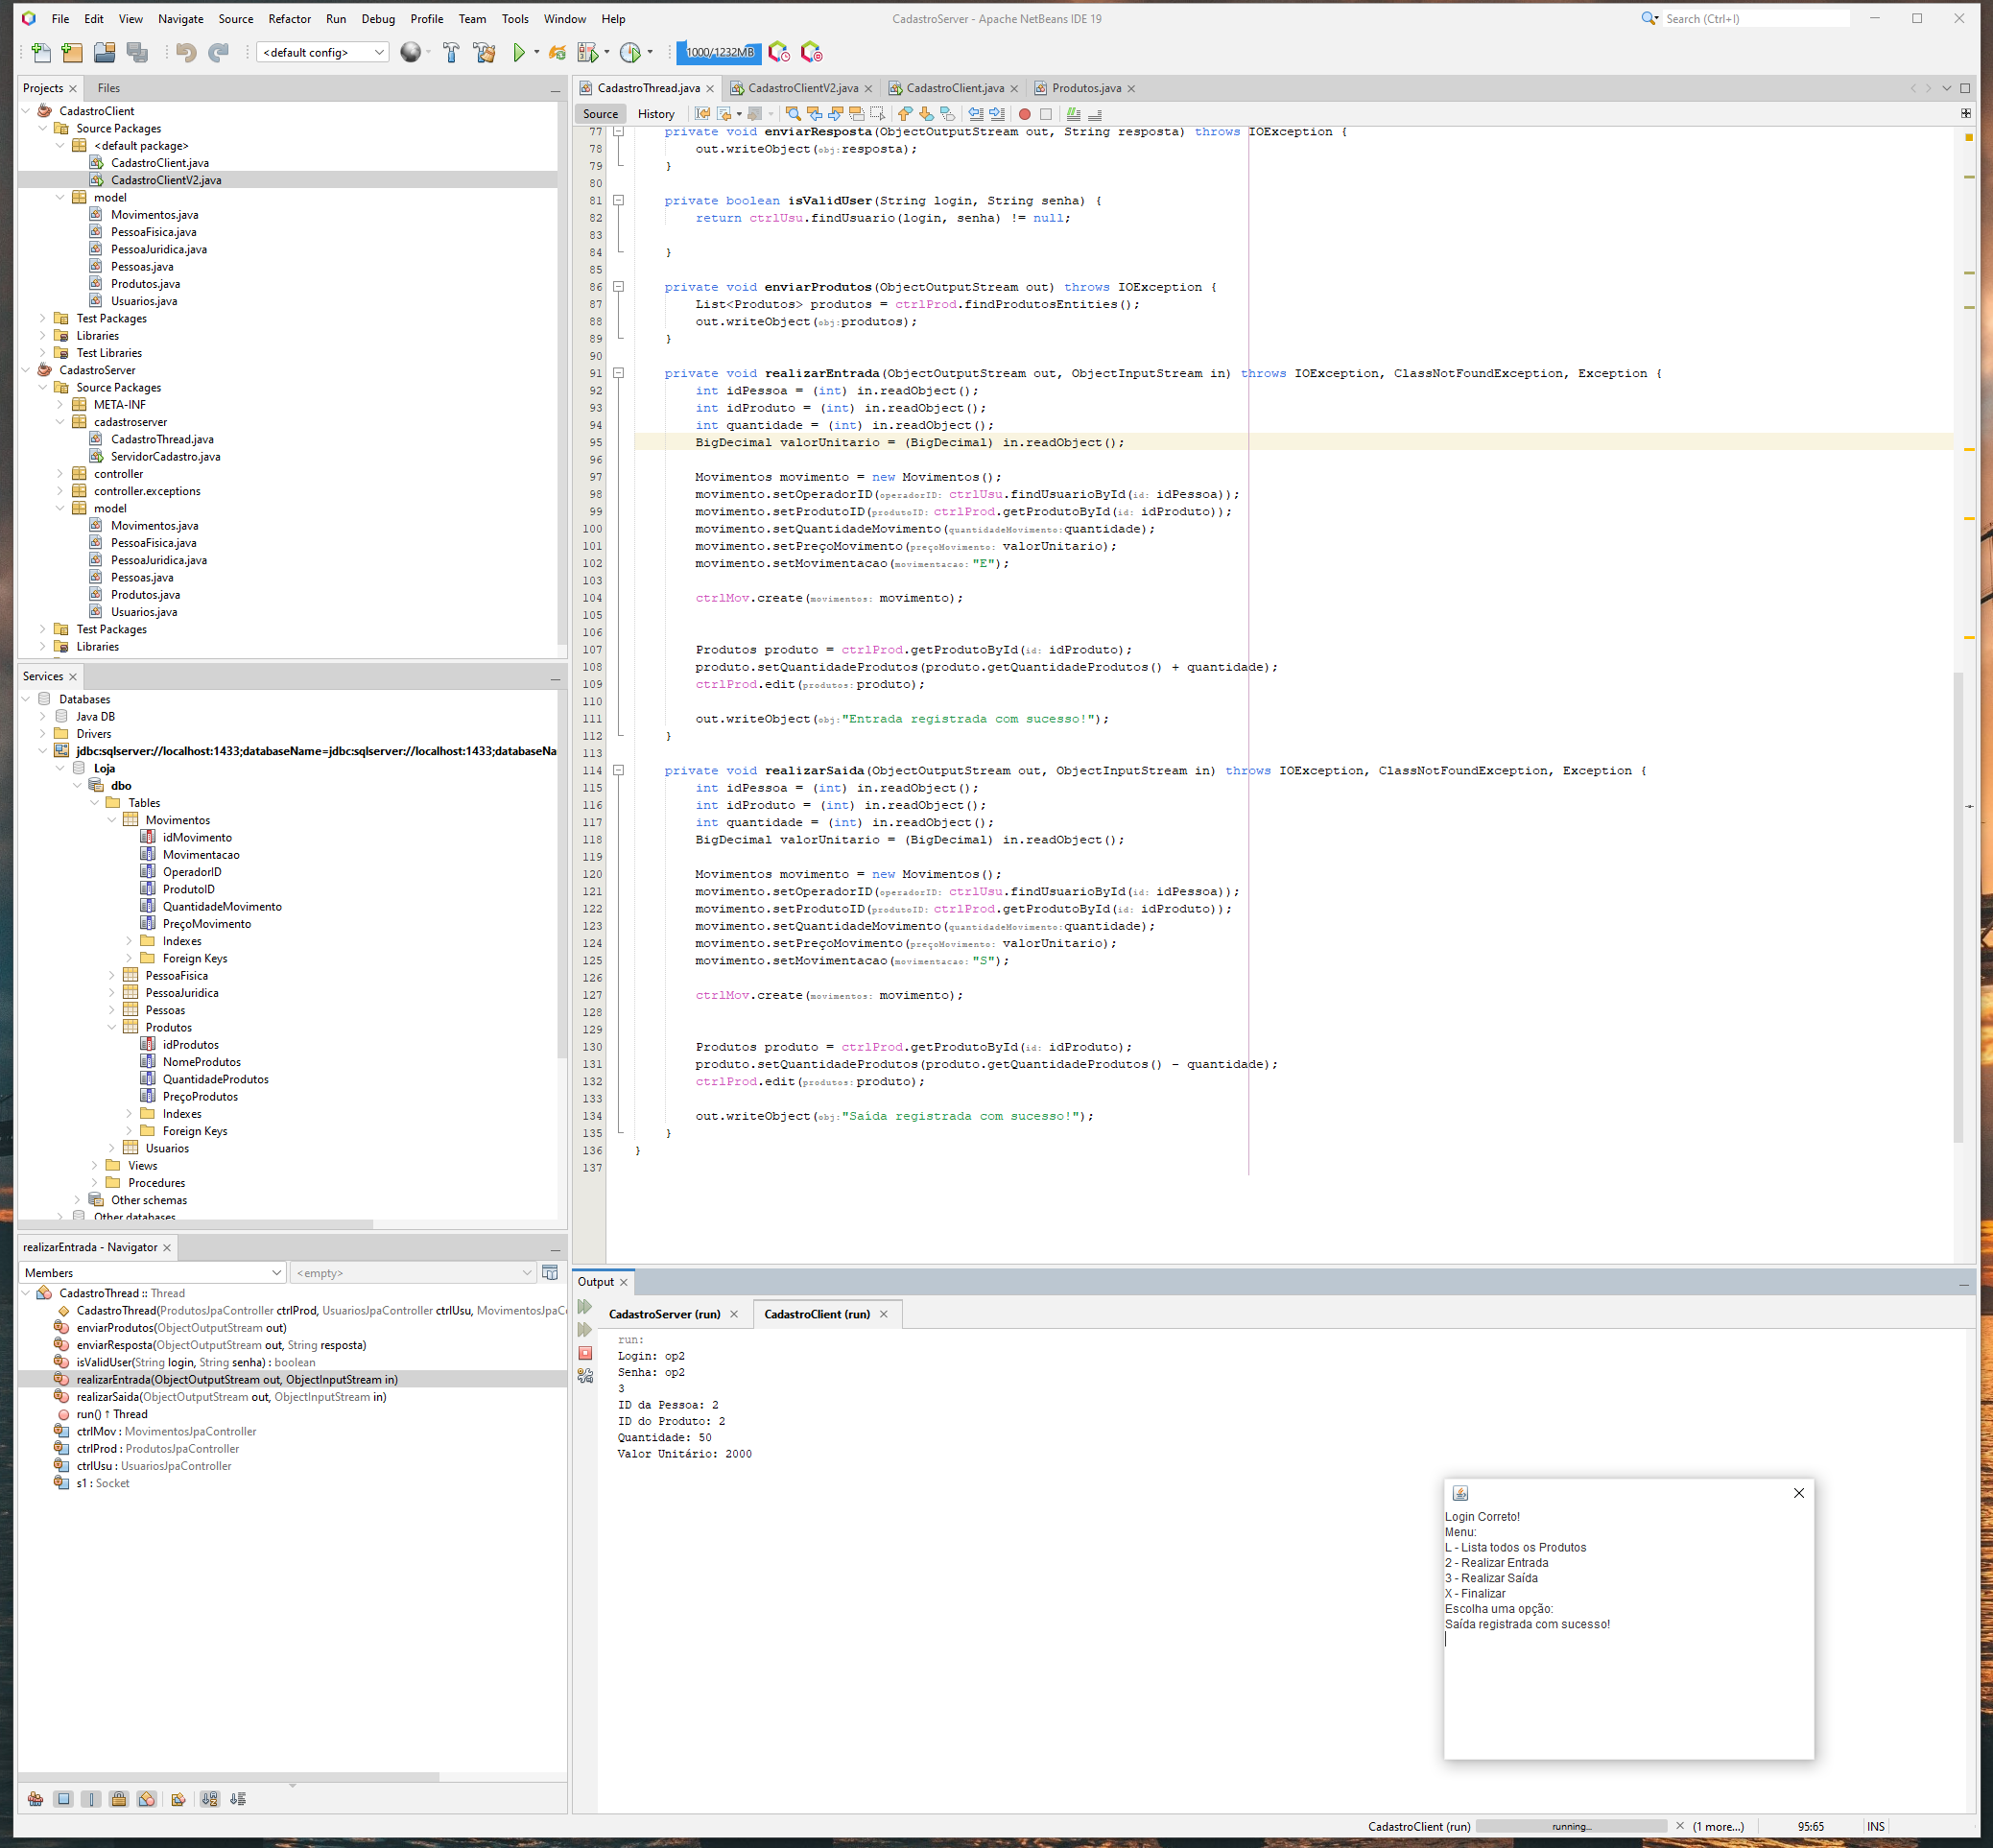 File Edit View Navigate Source Refactor Run Debug Profile Team Tools Window Help
CadastroServer - Apache NetBeans IDE 19
Search (Ctrl+I)
<default config>
1000/1232MB
Projects Files
CadastroClient
Source Packages
<default package>
CadastroClient.java
CadastroClientV2.java
model
Movimentos.java
PessoaFisica.java
PessoaJuridica.java
Pessoas.java
Produtos.java
Usuarios.java
Test Packages
Libraries
Test Libraries
CadastroServer
Source Packages
META-INF
cadastroserver
CadastroThread.java
ServidorCadastro.java
controller
controller.exceptions
model
Movimentos.java
PessoaFisica.java
PessoaJuridica.java
Pessoas.java
Produtos.java
Usuarios.java
Test Packages
Libraries
Services
Databases
Java DB
Drivers
jdbc:sqlserver://localhost:1433;databaseName=jdbc:sqlserver://localhost:1433;databaseNa
Loja
dbo
Tables
Movimentos
idMovimento
Movimentacao
OperadorID
ProdutoID
QuantidadeMovimento
PreçoMovimento
Indexes
Foreign Keys
PessoaFisica
PessoaJuridica
Pessoas
Produtos
idProdutos
NomeProdutos
QuantidadeProdutos
PreçoProdutos
Indexes
Foreign Keys
Usuarios
Views
Procedures
Other schemas
Other databases
realizarEntrada - Navigator
Members
<empty>
CadastroThread :: Thread
CadastroThread(ProdutosJpaController ctrlProd, UsuariosJpaController ctrlUsu, MovimentosJpaC
enviarProdutos(ObjectOutputStream out)
enviarResposta(ObjectOutputStream out, String resposta)
isValidUser(String login, String senha) : boolean
realizarEntrada(ObjectOutputStream out, ObjectInputStream in)
realizarSaida(ObjectOutputStream out, ObjectInputStream in)
run() ↑ Thread
ctrlMov : MovimentosJpaController
ctrlProd : ProdutosJpaController
ctrlUsu : UsuariosJpaController
s1 : Socket
CadastroThread.java CadastroClientV2.java CadastroClient.java Produtos.java
Source History
77 private void enviarResposta(ObjectOutputStream out, String resposta) throws IOException {
78 out.writeObject(obj:resposta);
79 }
80
81 private boolean isValidUser(String login, String senha) {
82 return ctrlUsu.findUsuario(login, senha) != null;
83
84 }
85
86 private void enviarProdutos(ObjectOutputStream out) throws IOException {
87 List<Produtos> produtos = ctrlProd.findProdutosEntities();
88 out.writeObject(obj:produtos);
89 }
90
91 private void realizarEntrada(ObjectOutputStream out, ObjectInputStream in) throws IOException, ClassNotFoundException, Exception {
92 int idPessoa = (int) in.readObject();
93 int idProduto = (int) in.readObject();
94 int quantidade = (int) in.readObject();
95 BigDecimal valorUnitario = (BigDecimal) in.readObject();
96
97 Movimentos movimento = new Movimentos();
98 movimento.setOperadorID(operadorID: ctrlUsu.findUsuarioById(id: idPessoa));
99 movimento.setProdutoID(produtoID: ctrlProd.getProdutoById(id: idProduto));
100 movimento.setQuantidadeMovimento(quantidadeMovimento:quantidade);
101 movimento.setPreçoMovimento(preçoMovimento: valorUnitario);
102 movimento.setMovimentacao(movimentacao:"E");
103
104 ctrlMov.create(movimentos: movimento);
105
106
107 Produtos produto = ctrlProd.getProdutoById(id: idProduto);
108 produto.setQuantidadeProdutos(produto.getQuantidadeProdutos() + quantidade);
109 ctrlProd.edit(produtos:produto);
110
111 out.writeObject(obj:"Entrada registrada com sucesso!");
112 }
113
114 private void realizarSaida(ObjectOutputStream out, ObjectInputStream in) throws IOException, ClassNotFoundException, Exception {
115 int idPessoa = (int) in.readObject();
116 int idProduto = (int) in.readObject();
117 int quantidade = (int) in.readObject();
118 BigDecimal valorUnitario = (BigDecimal) in.readObject();
119
120 Movimentos movimento = new Movimentos();
121 movimento.setOperadorID(operadorID: ctrlUsu.findUsuarioById(id: idPessoa));
122 movimento.setProdutoID(produtoID: ctrlProd.getProdutoById(id: idProduto));
123 movimento.setQuantidadeMovimento(quantidadeMovimento:quantidade);
124 movimento.setPreçoMovimento(preçoMovimento: valorUnitario);
125 movimento.setMovimentacao(movimentacao:"S");
126
127 ctrlMov.create(movimentos: movimento);
128
129
130 Produtos produto = ctrlProd.getProdutoById(id: idProduto);
131 produto.setQuantidadeProdutos(produto.getQuantidadeProdutos() - quantidade);
132 ctrlProd.edit(produtos:produto);
133
134 out.writeObject(obj:"Saída registrada com sucesso!");
135 }
136 }
137
Output
CadastroServer (run) CadastroClient (run)
run:
Login: op2
Senha: op2
3
ID da Pessoa: 2
ID do Produto: 2
Quantidade: 50
Valor Unitário: 2000
Login Correto!
Menu:
L - Lista todos os Produtos
2 - Realizar Entrada
3 - Realizar Saída
X - Finalizar
Escolha uma opção:
Saída registrada com sucesso!
CadastroClient (run) running... (1 more...) 95:65 INS